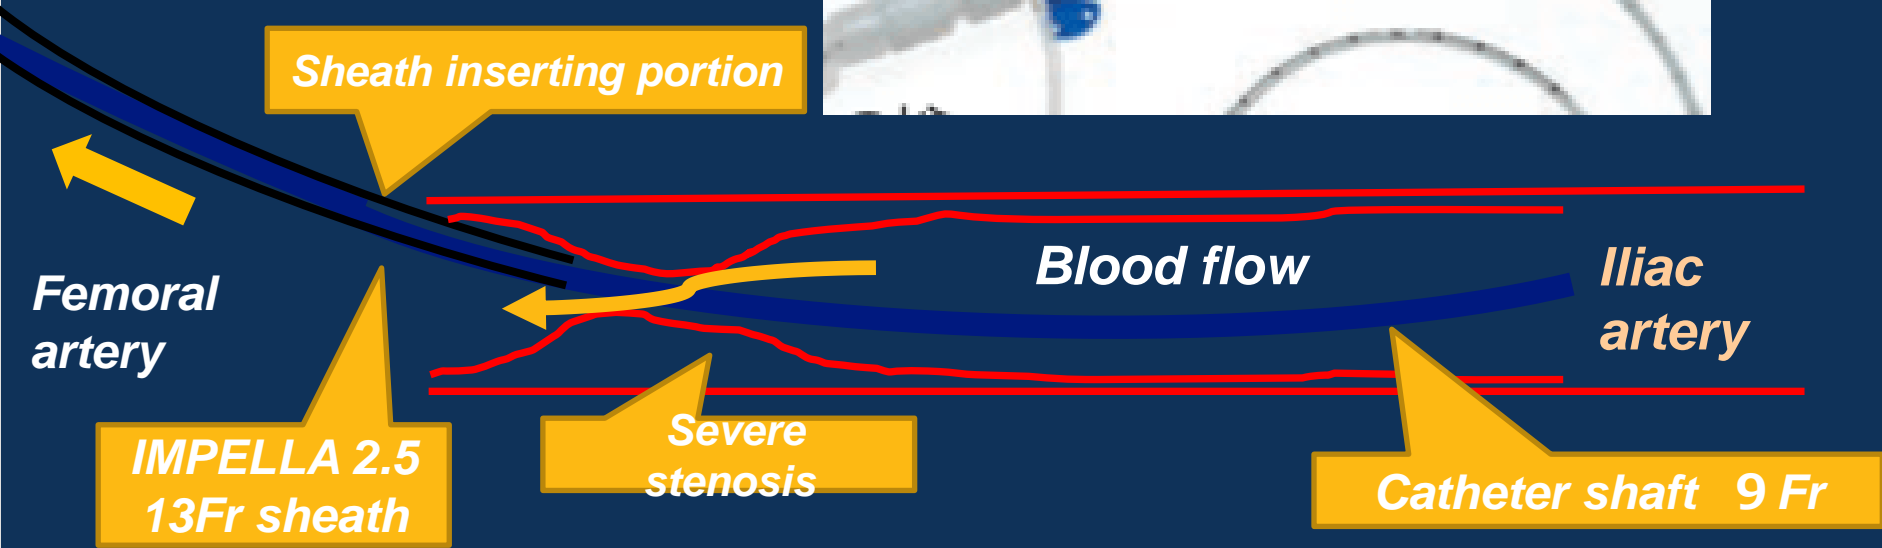 Sheath inserting portion
Blood flow
Iliac
artery
Femoral
artery
IMPELLA 2.5
13Fr sheath
Severe
stenosis
Catheter shaft 9 Fr